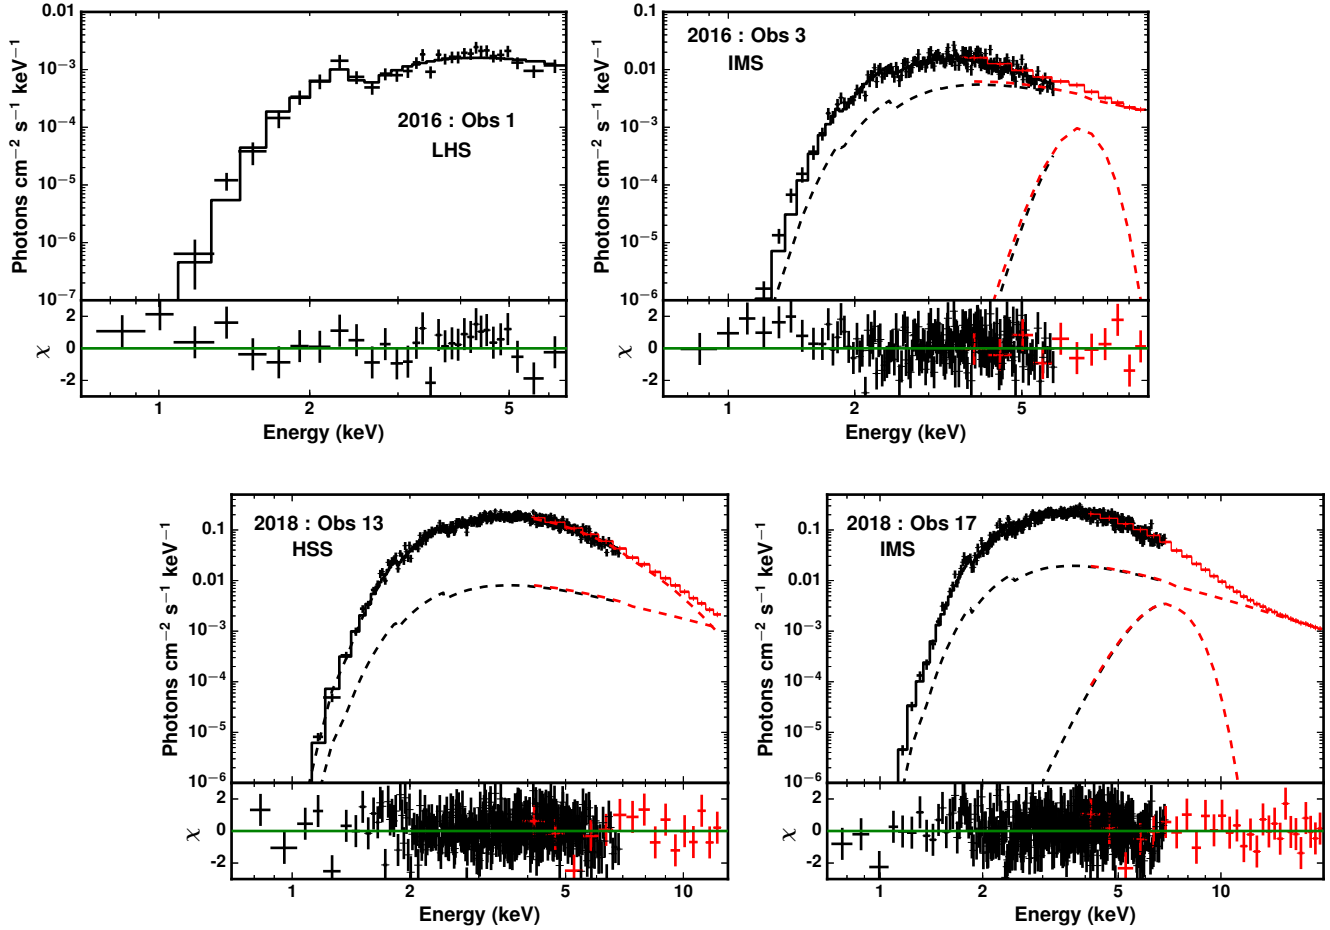 0.01
10⁻³
10⁻⁴
10⁻⁵
10⁻⁶
10⁻⁷
Photons cm⁻² s⁻¹ keV⁻¹
2016 : Obs 1
LHS
2
0
−2
χ
1
2
5
Energy (keV)
0.1
0.01
10⁻³
10⁻⁴
10⁻⁵
10⁻⁶
Photons cm⁻² s⁻¹ keV⁻¹
2016 : Obs 3
IMS
2
0
−2
χ
1
2
5
Energy (keV)
0.1
0.01
10⁻³
10⁻⁴
10⁻⁵
10⁻⁶
Photons cm⁻² s⁻¹ keV⁻¹
2018 : Obs 13
HSS
2
0
−2
χ
1
2
5
10
Energy (keV)
0.1
0.01
10⁻³
10⁻⁴
10⁻⁵
10⁻⁶
Photons cm⁻² s⁻¹ keV⁻¹
2018 : Obs 17
IMS
2
0
−2
χ
1
2
5
10
Energy (keV)